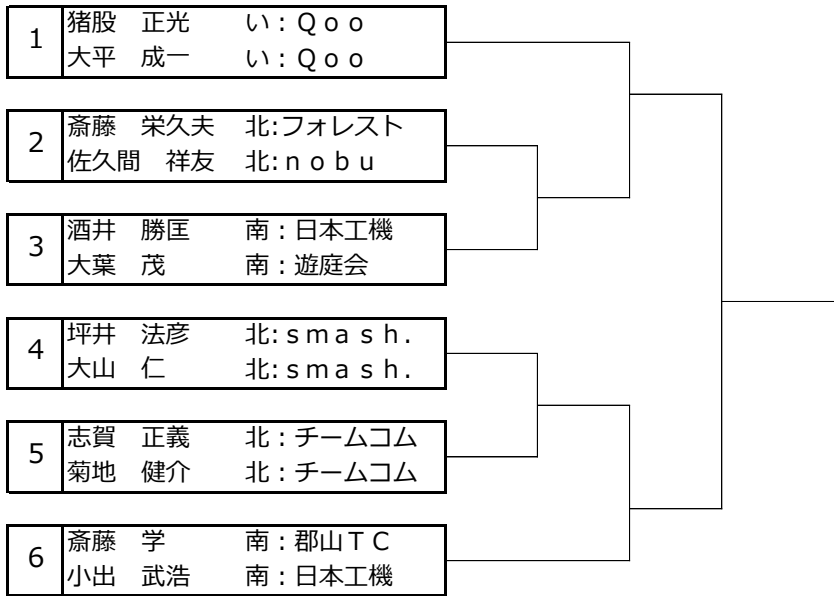 1
猪股　正光　い：Ｑｏｏ
大平　成一　い：Ｑｏｏ
2
斎藤　栄久夫　北:フォレスト
佐久間　祥友　北:ｎｏｂｕ
3
酒井　勝匡　南：日本工機
大葉　茂　南：遊庭会
4
坪井　法彦　北:ｓｍａｓｈ.
大山　仁　北:ｓｍａｓｈ.
5
志賀　正義　北：チームコム
菊地　健介　北：チームコム
6
斎藤　学　南：郡山ＴＣ
小出　武浩　南：日本工機